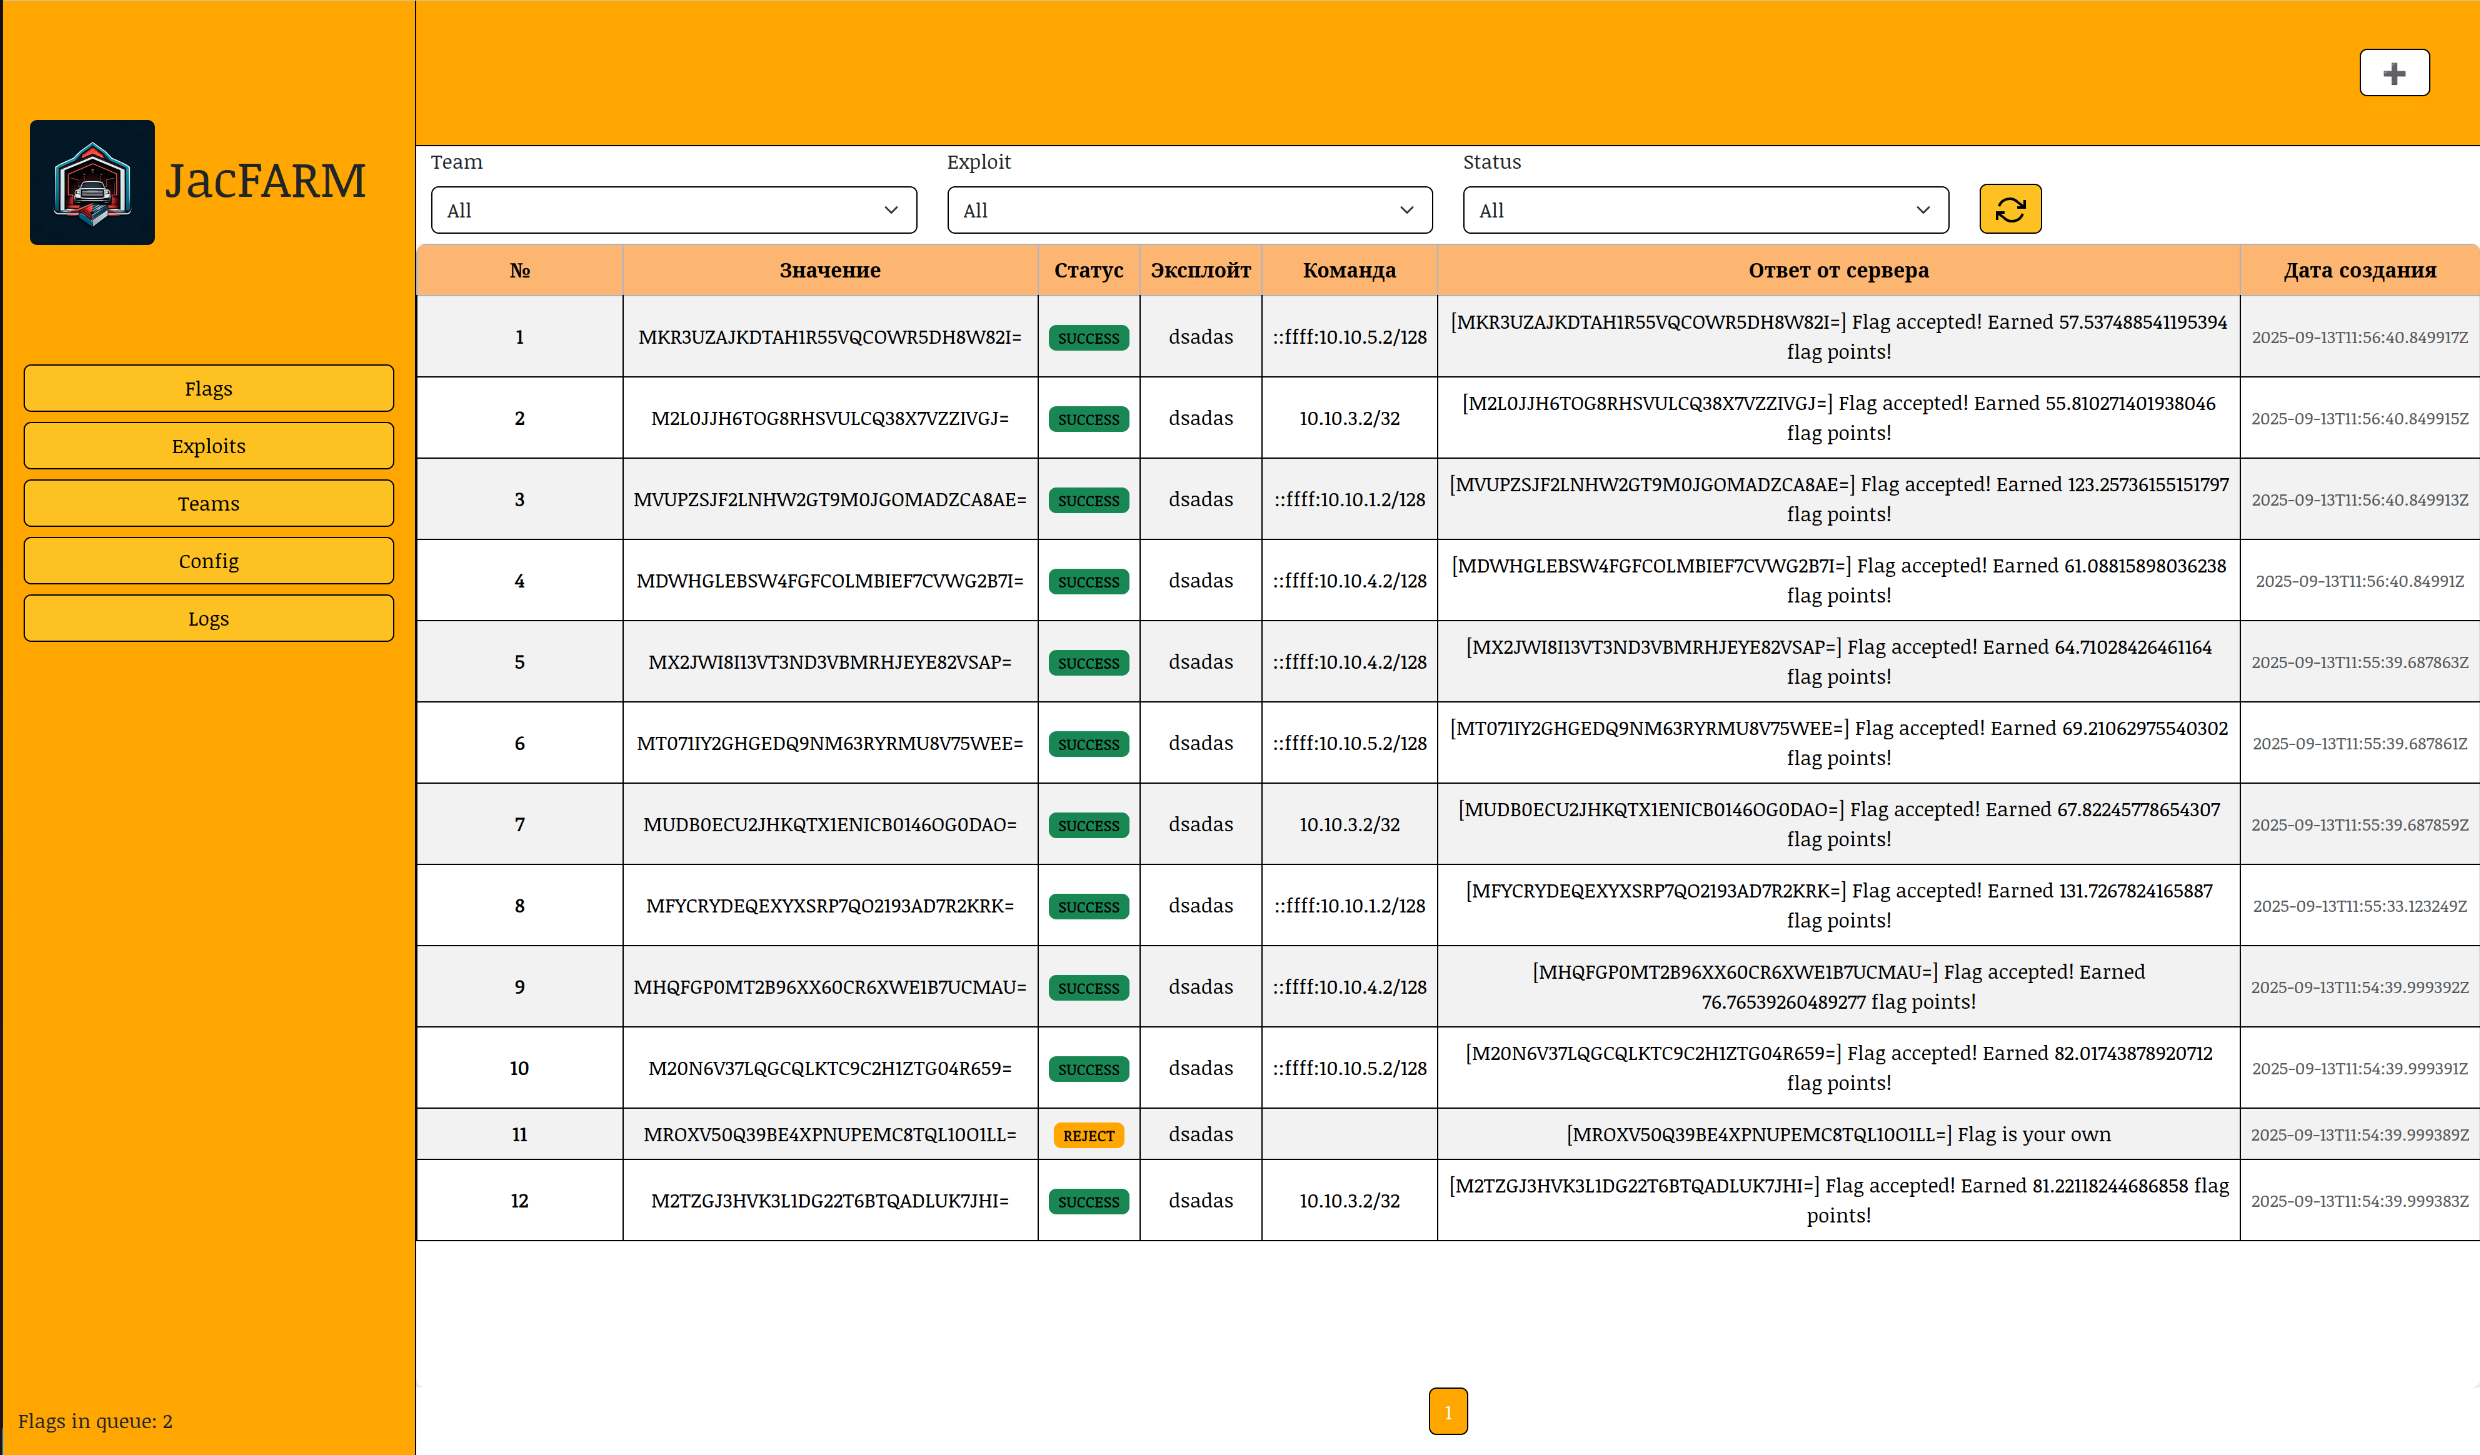 JacFARM
Flags
Exploits
Teams
Config
Logs
Flags in queue: 2
Team Exploit Status
All All All
№ Значение Статус Эксплойт Команда Ответ от сервера Дата создания
1 MKR3UZAJKDTAH1R55VQCOWR5DH8W82I= SUCCESS dsadas ::ffff:10.10.5.2/128 [MKR3UZAJKDTAH1R55VQCOWR5DH8W82I=] Flag accepted! Earned 57.537488541195394 2025-09-13T11:56:40.849917Z
flag points!
2 M2L0JJH6TOG8RHSVULCQ38X7VZZIVGJ= SUCCESS dsadas 10.10.3.2/32 [M2L0JJH6TOG8RHSVULCQ38X7VZZIVGJ=] Flag accepted! Earned 55.810271401938046 2025-09-13T11:56:40.849915Z
flag points!
3 MVUPZSJF2LNHW2GT9M0JGOMADZCA8AE= SUCCESS dsadas ::ffff:10.10.1.2/128 [MVUPZSJF2LNHW2GT9M0JGOMADZCA8AE=] Flag accepted! Earned 123.25736155151797 2025-09-13T11:56:40.849913Z
flag points!
4 MDWHGLEBSW4FGFCOLMBIEF7CVWG2B7I= SUCCESS dsadas ::ffff:10.10.4.2/128 [MDWHGLEBSW4FGFCOLMBIEF7CVWG2B7I=] Flag accepted! Earned 61.08815898036238 2025-09-13T11:56:40.84991Z
flag points!
5 MX2JWI8I13VT3ND3VBMRHJEYE82VSAP= SUCCESS dsadas ::ffff:10.10.4.2/128 [MX2JWI8I13VT3ND3VBMRHJEYE82VSAP=] Flag accepted! Earned 64.71028426461164 2025-09-13T11:55:39.687863Z
flag points!
6 MT071IY2GHGEDQ9NM63RYRMU8V75WEE= SUCCESS dsadas ::ffff:10.10.5.2/128 [MT071IY2GHGEDQ9NM63RYRMU8V75WEE=] Flag accepted! Earned 69.21062975540302 2025-09-13T11:55:39.687861Z
flag points!
7 MUDB0ECU2JHKQTX1ENICB0146OG0DAO= SUCCESS dsadas 10.10.3.2/32 [MUDB0ECU2JHKQTX1ENICB0146OG0DAO=] Flag accepted! Earned 67.82245778654307 2025-09-13T11:55:39.687859Z
flag points!
8 MFYCRYDEQEXYXSRP7QO2193AD7R2KRK= SUCCESS dsadas ::ffff:10.10.1.2/128 [MFYCRYDEQEXYXSRP7QO2193AD7R2KRK=] Flag accepted! Earned 131.7267824165887 2025-09-13T11:55:33.123249Z
flag points!
9 MHQFGP0MT2B96XX60CR6XWE1B7UCMAU= SUCCESS dsadas ::ffff:10.10.4.2/128 [MHQFGP0MT2B96XX60CR6XWE1B7UCMAU=] Flag accepted! Earned 2025-09-13T11:54:39.999392Z
76.76539260489277 flag points!
10 M20N6V37LQGCQLKTC9C2H1ZTG04R659= SUCCESS dsadas ::ffff:10.10.5.2/128 [M20N6V37LQGCQLKTC9C2H1ZTG04R659=] Flag accepted! Earned 82.01743878920712 2025-09-13T11:54:39.999391Z
flag points!
11 MROXV50Q39BE4XPNUPEMC8TQL10O1LL= REJECT dsadas [MROXV50Q39BE4XPNUPEMC8TQL10O1LL=] Flag is your own 2025-09-13T11:54:39.999389Z
12 M2TZGJ3HVK3L1DG22T6BTQADLUK7JHI= SUCCESS dsadas 10.10.3.2/32 [M2TZGJ3HVK3L1DG22T6BTQADLUK7JHI=] Flag accepted! Earned 81.22118244686858 flag 2025-09-13T11:54:39.999383Z
points!
1